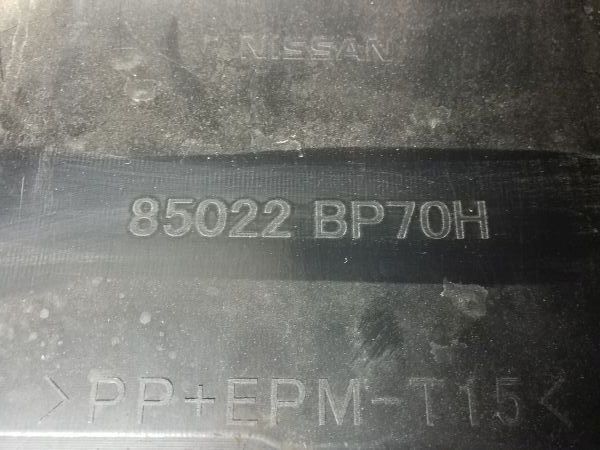 NISSAN
85022 BP70H
>PP+EPM-T15<